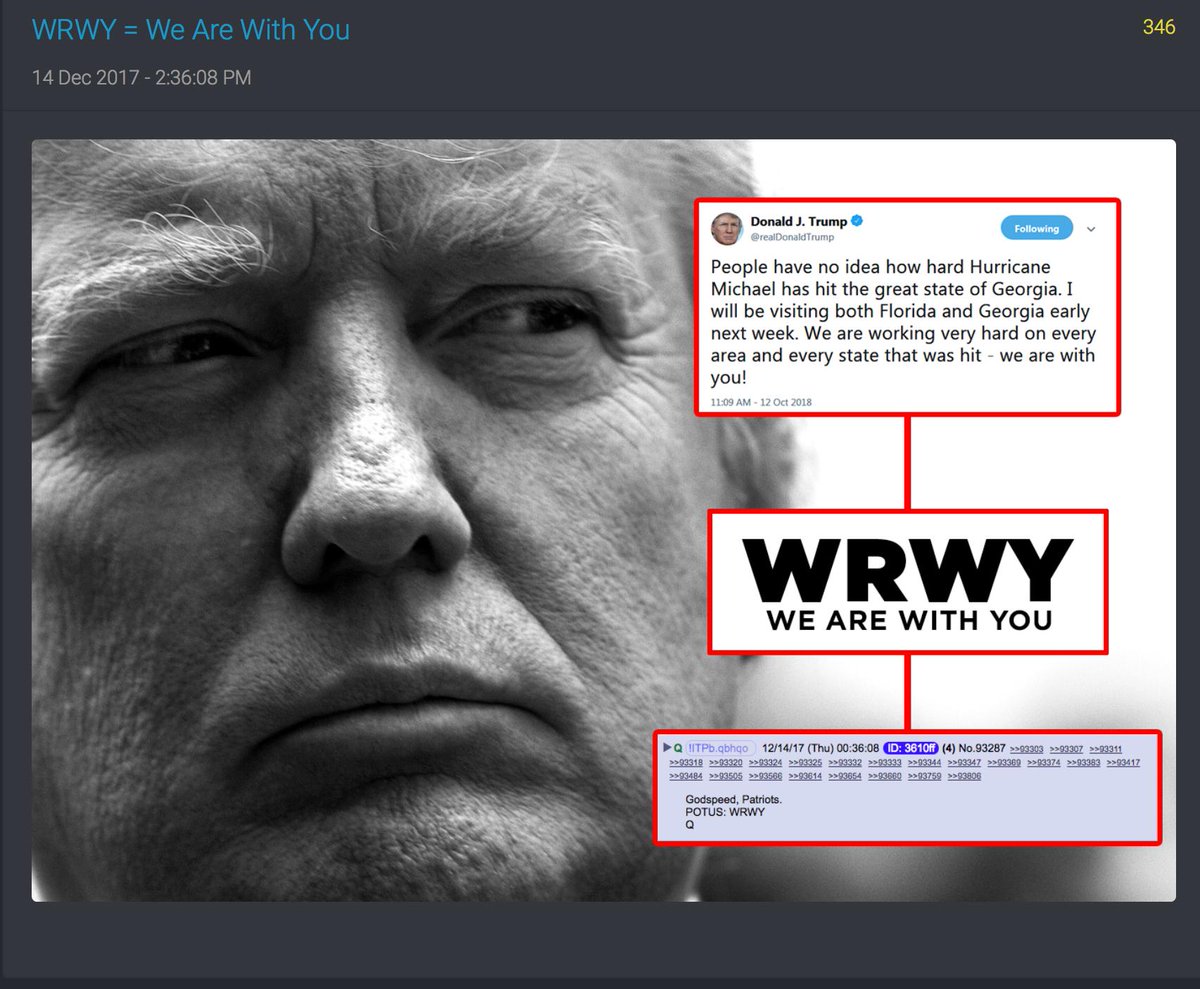 WRWY = We Are With You
346
14 Dec 2017 - 2:36:08 PM
Donald J. Trump
@realDonaldTrump
Following
People have no idea how hard Hurricane
Michael has hit the great state of Georgia. I
will be visiting both Florida and Georgia early
next week. We are working very hard on every
area and every state that was hit - we are with
you!
11:09 AM - 12 Oct 2018
WRWY
WE ARE WITH YOU
Q !ITPb.qbhqo 12/14/17 (Thu) 00:36:08 ID: 3610ff (4) No.93287 >>93303 >>93307 >>93311
>>93318 >>93320 >>93324 >>93325 >>93332 >>93333 >>93344 >>93347 >>93369 >>93374 >>93383 >>93417
>>93484 >>93505 >>93566 >>93614 >>93654 >>93660 >>93759 >>93806
Godspeed, Patriots.
POTUS: WRWY
Q